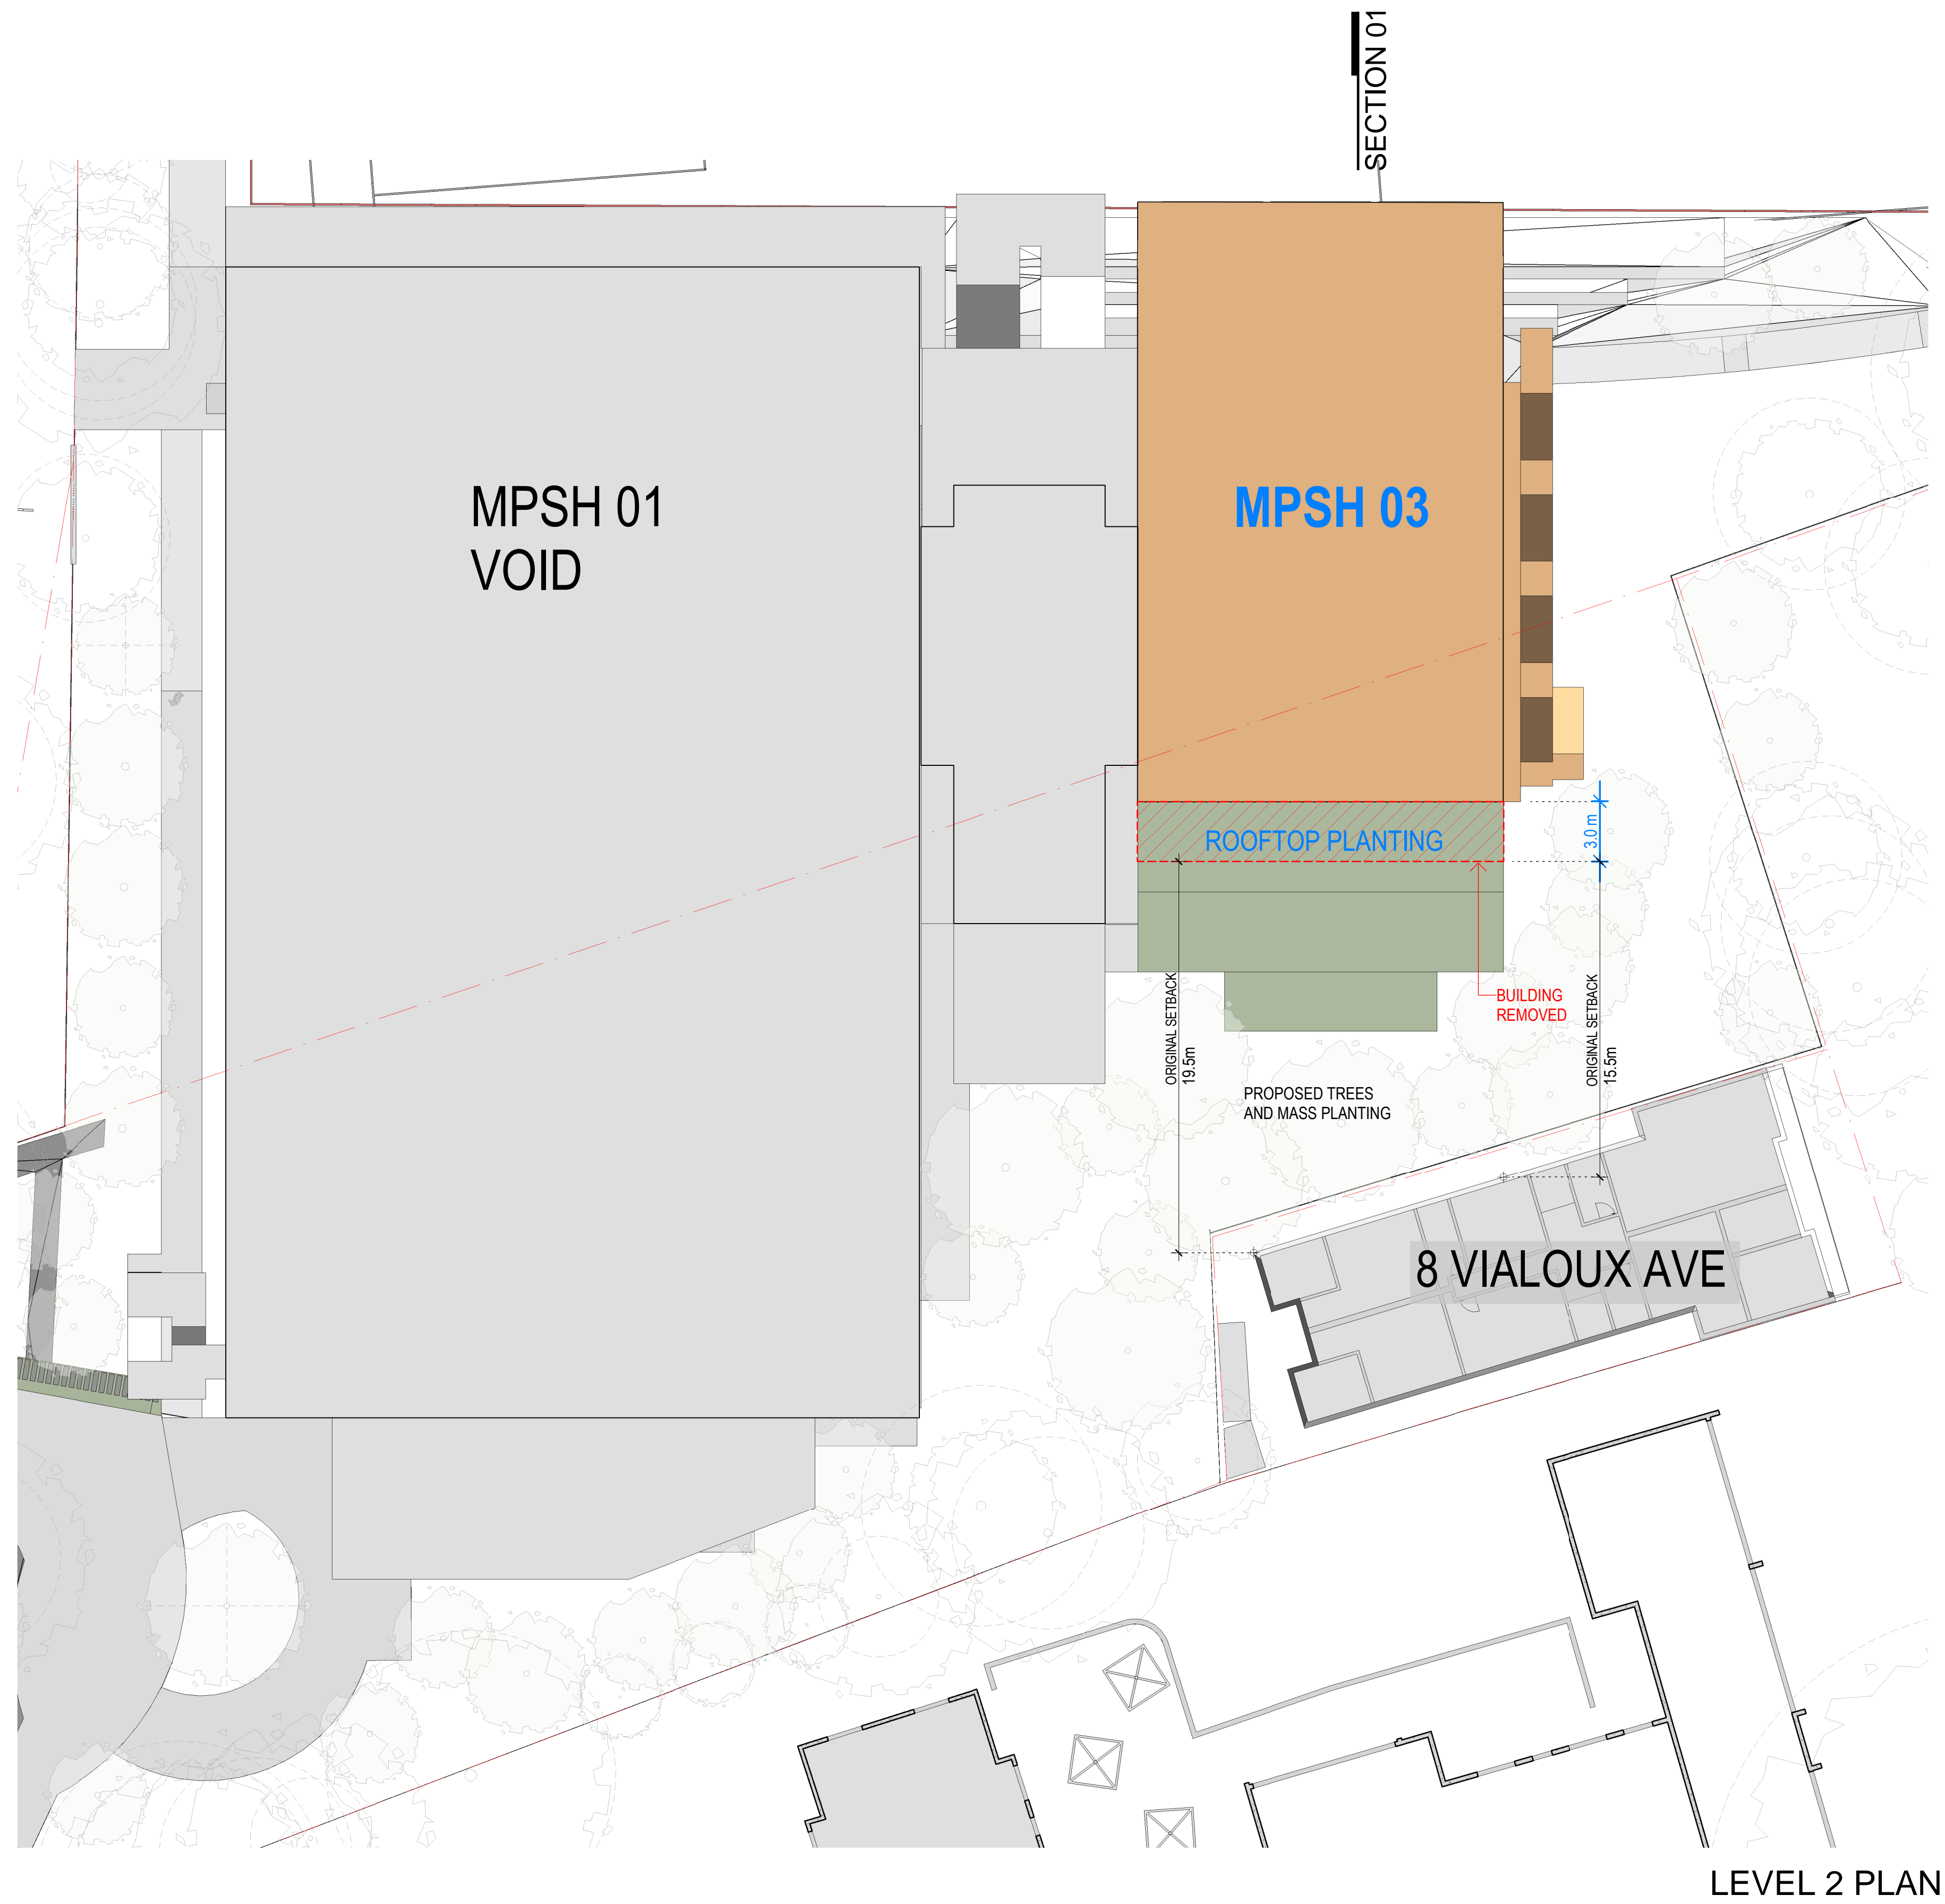 SECTION 01
MPSH 01
VOID
MPSH 03
3.0 m
ROOFTOP PLANTING
ORIGINAL SETBACK
19.5m
BUILDING
REMOVED
ORIGINAL SETBACK
15.5m
PROPOSED TREES
AND MASS PLANTING
8 VIALOUX AVE
LEVEL 2 PLAN